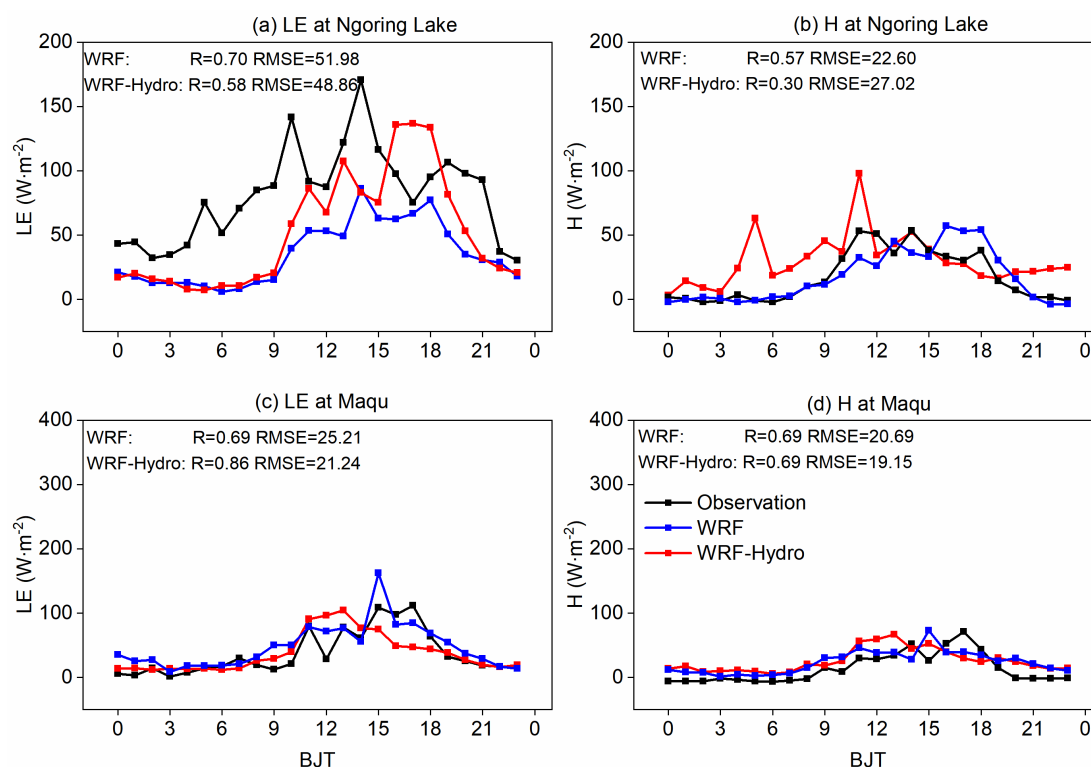 (a) LE at Ngoring Lake
WRF: R=0.70 RMSE=51.98
WRF-Hydro: R=0.58 RMSE=48.86
200
150
100
50
0
LE (W·m⁻²)
0 3 6 9 12 15 18 21 0
(b) H at Ngoring Lake
WRF: R=0.57 RMSE=22.60
WRF-Hydro: R=0.30 RMSE=27.02
200
150
100
50
0
H (W·m⁻²)
0 3 6 9 12 15 18 21 0
(c) LE at Maqu
WRF: R=0.69 RMSE=25.21
WRF-Hydro: R=0.86 RMSE=21.24
400
300
200
100
0
LE (W·m⁻²)
0 3 6 9 12 15 18 21 0
BJT
(d) H at Maqu
WRF: R=0.69 RMSE=20.69
WRF-Hydro: R=0.69 RMSE=19.15
Observation
WRF
WRF-Hydro
400
300
200
100
0
H (W·m⁻²)
0 3 6 9 12 15 18 21 0
BJT